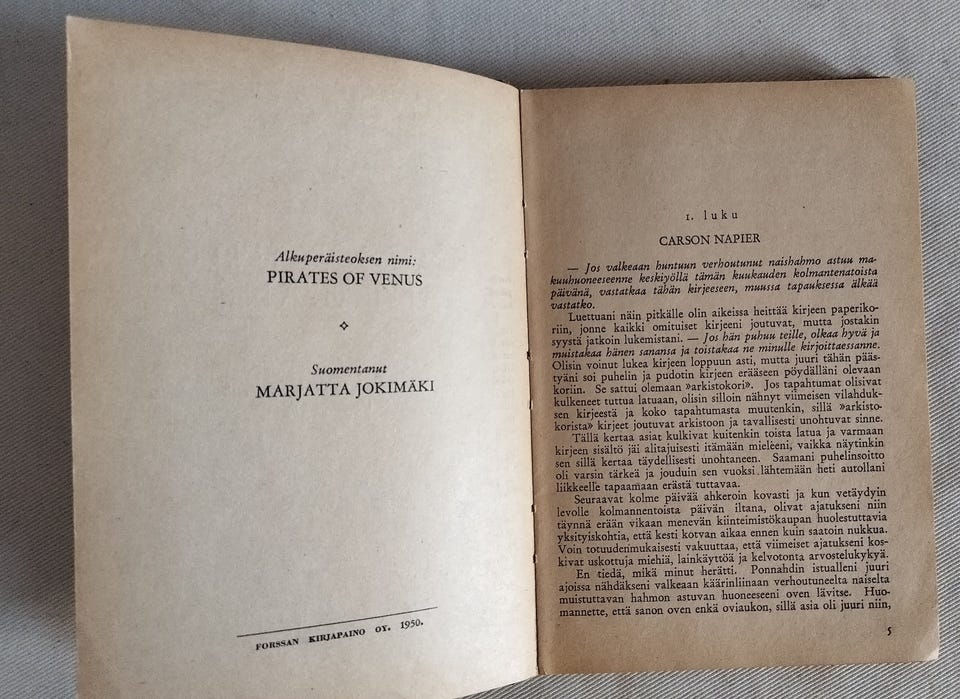 Alkuperäisteoksen nimi:
PIRATES OF VENUS
Suomentanut
MARJATTA JOKIMÄKI
FORSSAN KIRJAPAINO OY. 1950.
1. luku
CARSON NAPIER
— Jos valkeaan huntuun verhoutunut naishahmo astuu ma-
kuuhuoneeseenne keskiyöllä tämän kuukauden kolmantenatoista
päivänä, vastatkaa tähän kirjeeseen, muussa tapauksessa älkää
vastatko.
Luettuani näin pitkälle olin aikeissa heittää kirjeen paperiko-
riin, jonne kaikki omituiset kirjeeni joutuvat, mutta jostakin
syystä jatkoin lukemistani. — Jos hän puhuu teille, olkaa hyvä ja
muistakaa hänen sanansa ja toistakaa ne minulle kirjoittaessanne.
Olisin voinut lukea kirjeen loppuun asti, mutta juuri tähän pääs-
tyäni soi puhelin ja pudotin kirjeen erääseen pöydälläni olevaan
koriin. Se sattui olemaan »arkistokori». Jos tapahtumat olisivat
kulkeneet tuttua latuaan, olisin silloin nähnyt viimeisen vilahduk-
sen kirjeestä ja koko tapahtumasta muutenkin, sillä »arkisto-
korista» kirjeet joutuvat arkistoon ja tavallisesti unohtuvat sinne.
Tällä kertaa asiat kulkivat kuitenkin toista latua ja varmaan
kirjeen sisältö jäi alitajuisesti itämään mieleeni, vaikka näytinkin
sen sillä kertaa täydellisesti unohtaneen. Saamani puhelinsoitto
oli varsin tärkeä ja jouduin sen vuoksi lähtemään heti autollani
liikkeelle tapaamaan erästä tuttavaa.
Seuraavat kolme päivää ahkeroin kovasti ja kun vetäydyin
levolle kolmannentoista päivän iltana, olivat ajatukseni niin
täynnä erään vikaan menevän kiinteimistökaupan huolestuttavia
yksityiskohtia, että kesti kotvan aikaa ennen kuin saatoin nukkua.
Voin totuudenmukaisesti vakuuttaa, että viimeiset ajatukseni kos-
kivat uskottuja miehiä, lainkäyttöä ja kelvotonta arvostelukykyä.
En tiedä, mikä minut herätti. Ponnahdin istualleni juuri
ajoissa nähdäkseni valkeaan käärinliinaan verhoutuneelta naiselta
muistuttavan hahmon astuvan huoneeseeni oven lävitse. Huo-
mannette, että sanon oven enkä oviaukon, sillä asia oli juuri niin,
5